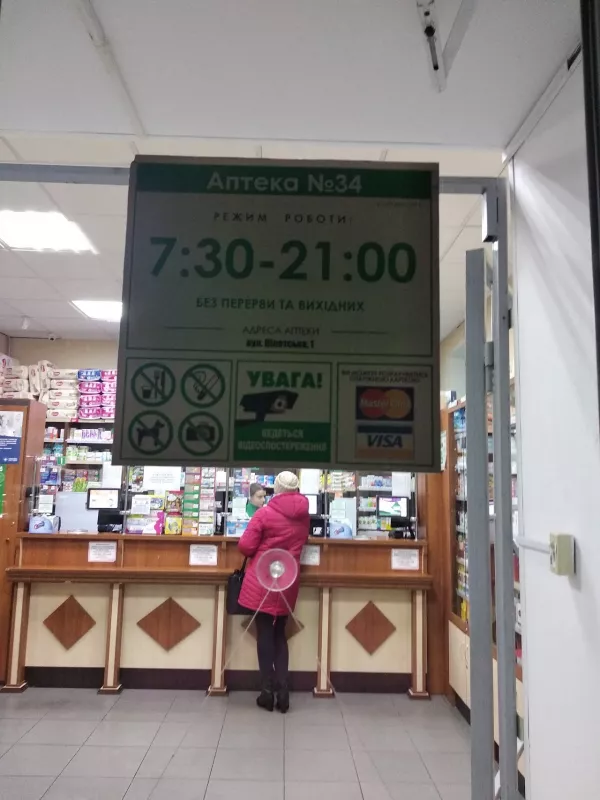 Аптека №34
РЕЖИМ РОБОТИ:
7:30-21:00
БЕЗ ПЕРЕРВИ ТА ВИХІДНИХ
АДРЕСА АПТЕКИ
вул.
УВАГА!
ВЕДЕТЬСЯ
ВІДЕОСПОСТЕРЕЖЕННЯ
MasterCard
VISA